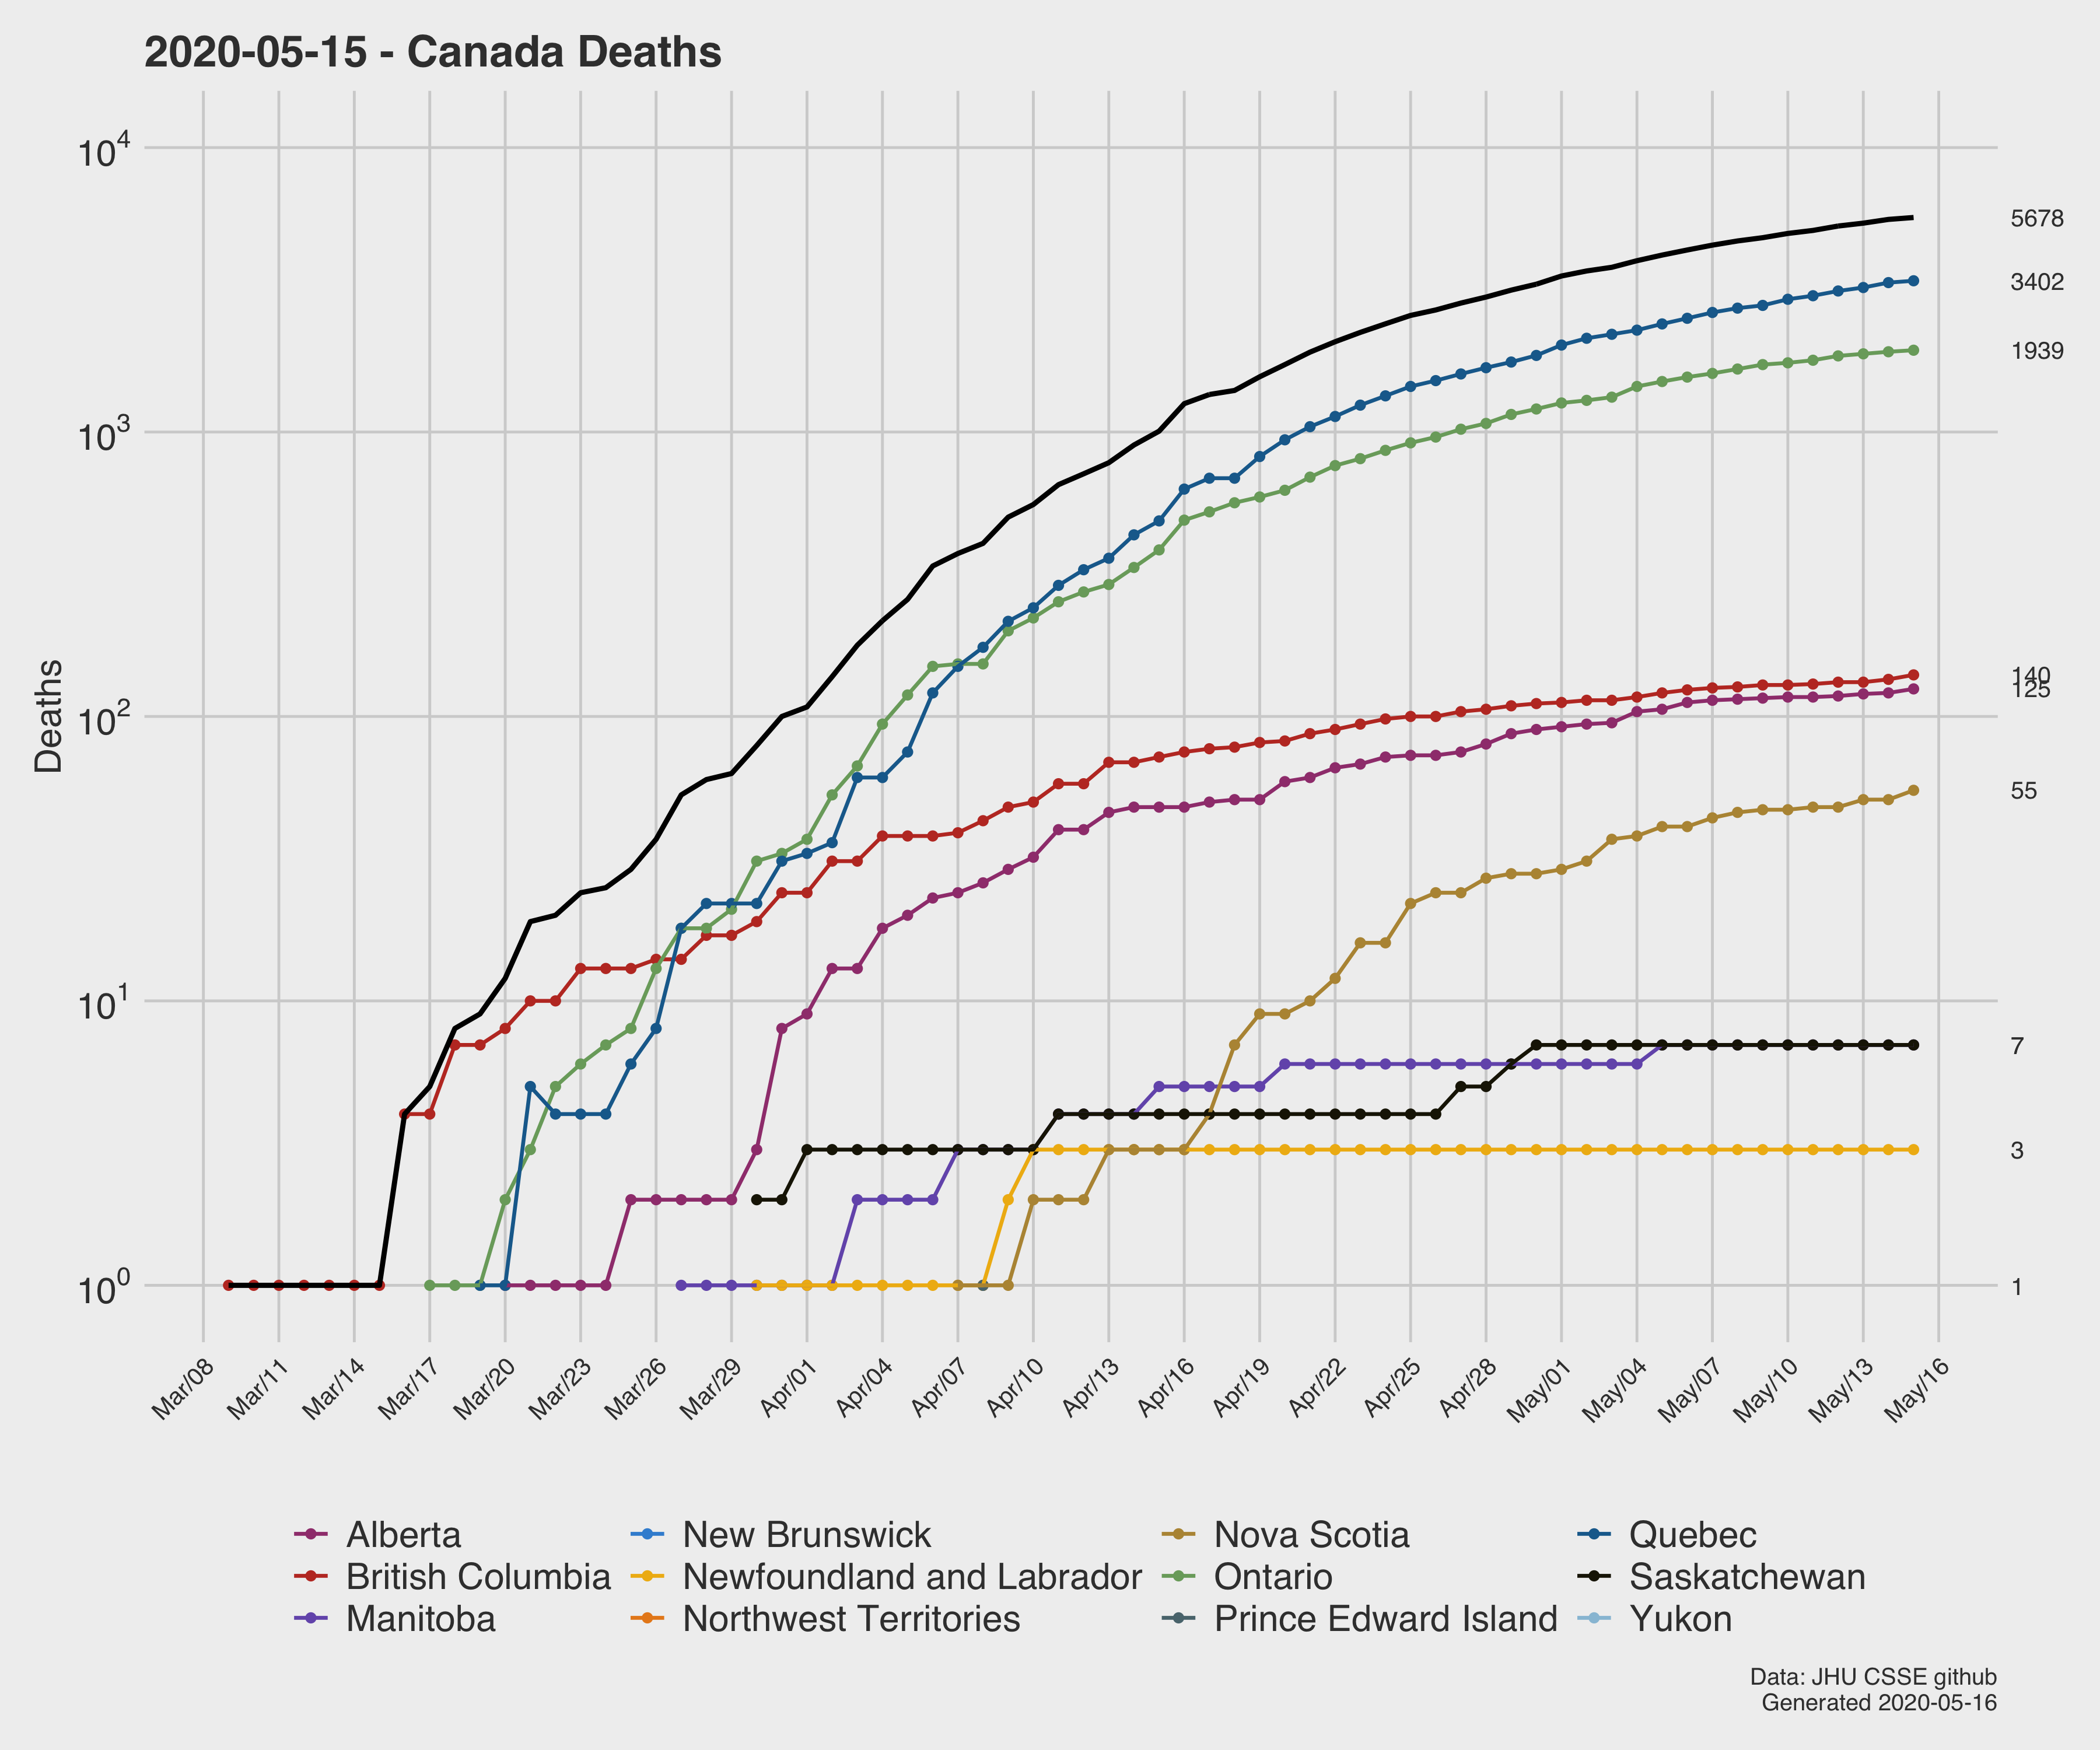 2020-05-15 - Canada Deaths
10^4
10^3
10^2
10^1
10^0
Deaths
5678
3402
1939
140
125
55
7
3
1
Mar/08 Mar/11 Mar/14 Mar/17 Mar/20 Mar/23 Mar/26 Mar/29 Apr/01 Apr/04 Apr/07 Apr/10 Apr/13 Apr/16 Apr/19 Apr/22 Apr/25 Apr/28 May/01 May/04 May/07 May/10 May/13 May/16
Alberta New Brunswick Nova Scotia Quebec
British Columbia Newfoundland and Labrador Ontario Saskatchewan
Manitoba Northwest Territories Prince Edward Island Yukon
Data: JHU CSSE github
Generated 2020-05-16